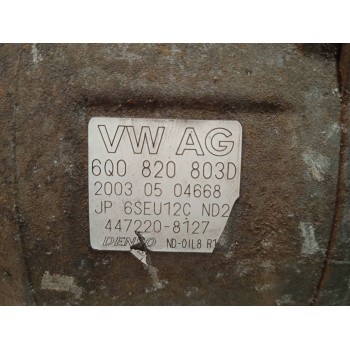 VW AG
6Q0 820 803D
2003 05 04668
JP 6SEU12C ND2
447220-8127
DENSO ND-OIL8 R1